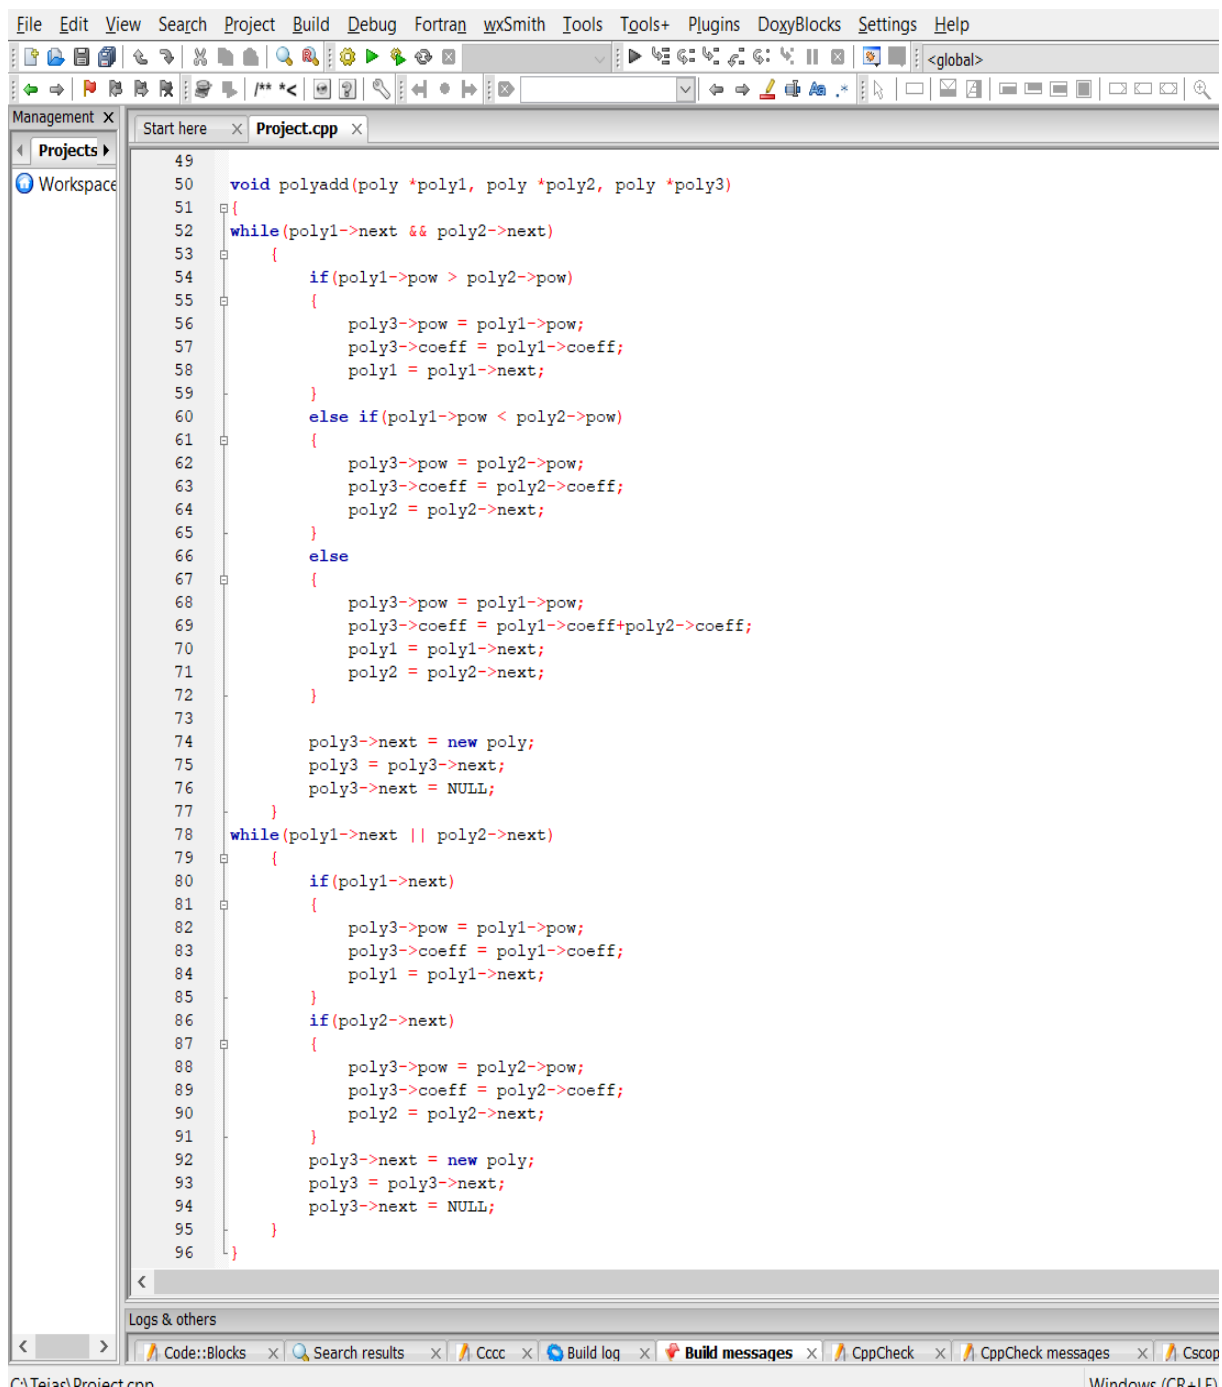 File Edit View Search Project Build Debug Fortran wxSmith Tools Tools+ Plugins DoxyBlocks Settings Help
<global>
/** *<
Management X
Start here X Project.cpp X
Projects
Workspace
49
50 void polyadd(poly *poly1, poly *poly2, poly *poly3)
51 {
52 while(poly1->next && poly2->next)
53 {
54 if(poly1->pow > poly2->pow)
55 {
56 poly3->pow = poly1->pow;
57 poly3->coeff = poly1->coeff;
58 poly1 = poly1->next;
59 }
60 else if(poly1->pow < poly2->pow)
61 {
62 poly3->pow = poly2->pow;
63 poly3->coeff = poly2->coeff;
64 poly2 = poly2->next;
65 }
66 else
67 {
68 poly3->pow = poly1->pow;
69 poly3->coeff = poly1->coeff+poly2->coeff;
70 poly1 = poly1->next;
71 poly2 = poly2->next;
72 }
73
74 poly3->next = new poly;
75 poly3 = poly3->next;
76 poly3->next = NULL;
77 }
78 while(poly1->next || poly2->next)
79 {
80 if(poly1->next)
81 {
82 poly3->pow = poly1->pow;
83 poly3->coeff = poly1->coeff;
84 poly1 = poly1->next;
85 }
86 if(poly2->next)
87 {
88 poly3->pow = poly2->pow;
89 poly3->coeff = poly2->coeff;
90 poly2 = poly2->next;
91 }
92 poly3->next = new poly;
93 poly3 = poly3->next;
94 poly3->next = NULL;
95 }
96 }
Logs & others
Code::Blocks X Search results X Cccc X Build log X Build messages X CppCheck X CppCheck messages X Cscop
C:\Tejas\Project.cpp Windows (CR+LF)